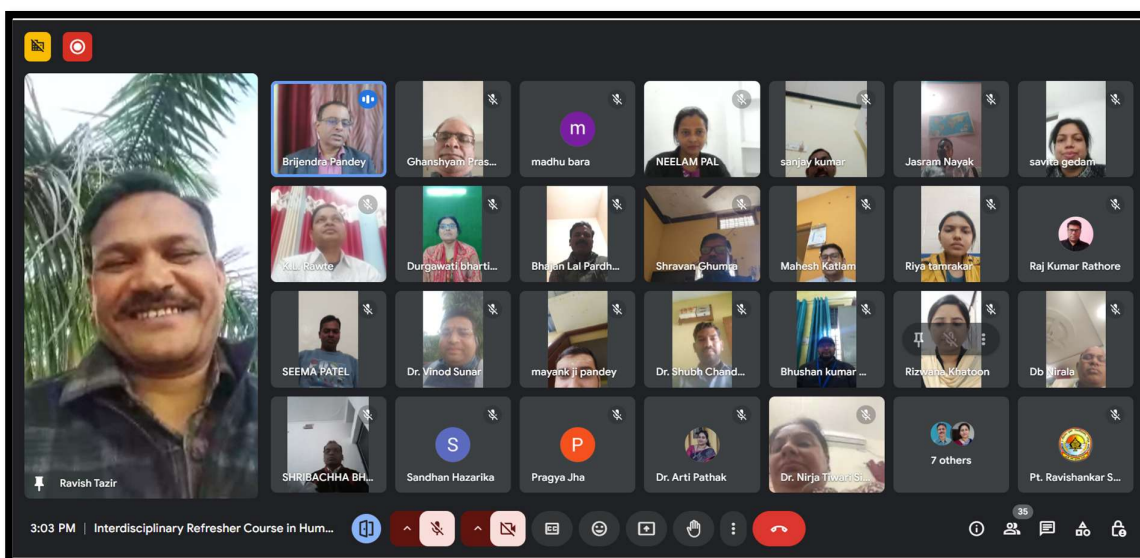 Ravish Tazir
Brijendra Pandey
Ghanshyam Pras...
m
madhu bara
NEELAM PAL
sanjay kumar
Jasram Nayak
savita gedam
K.L. Rawte
Durgawati bharti...
Bhajan Lal Pardh...
Shravan Ghumra
Mahesh Katlam
Riya tamrakar
Raj Kumar Rathore
SEEMA PATEL
Dr. Vinod Sunar
mayank ji pandey
Dr. Shubh Chand...
Bhushan kumar ...
Rizwana Khatoon
Db Nirala
SHRIBACHHA BH...
S
Sandhan Hazarika
P
Pragya Jha
Dr. Arti Pathak
Dr. Nirja Tiwari Si...
7 others
Pt. Ravishankar S...
3:03 PM | Interdisciplinary Refresher Course in Hum...
35